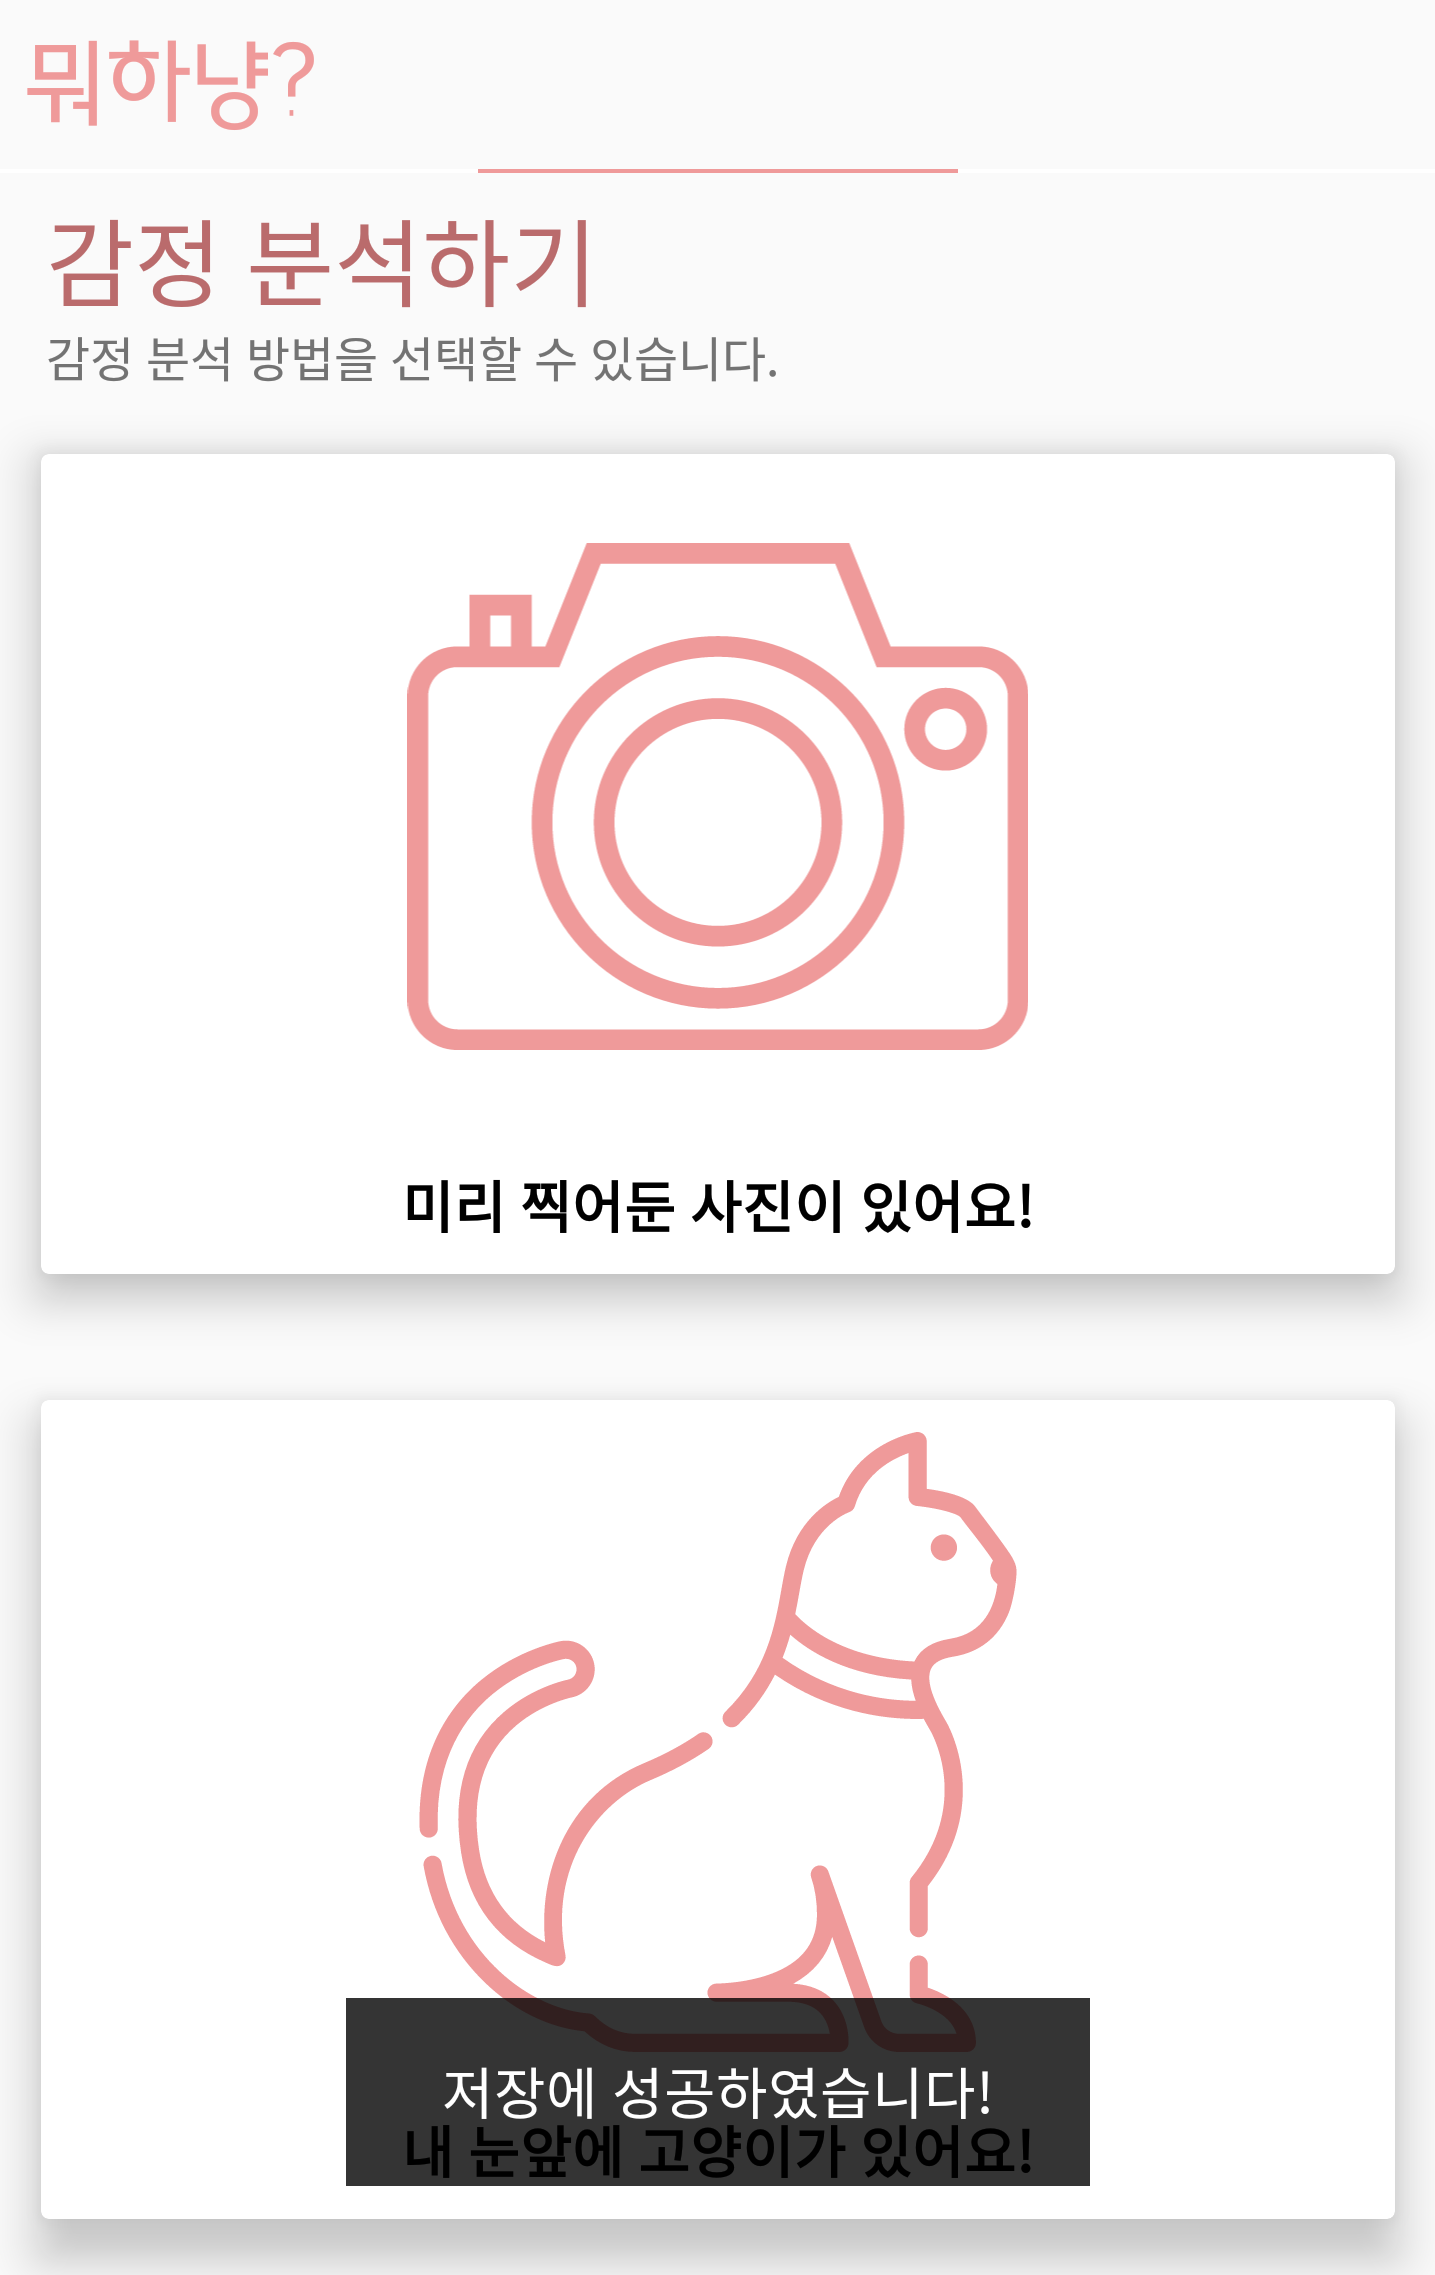 뭐하냥?
감정 분석하기
감정 분석 방법을 선택할 수 있습니다.
미리 찍어둔 사진이 있어요!
저장에 성공하였습니다!
내 눈앞에 고양이가 있어요!